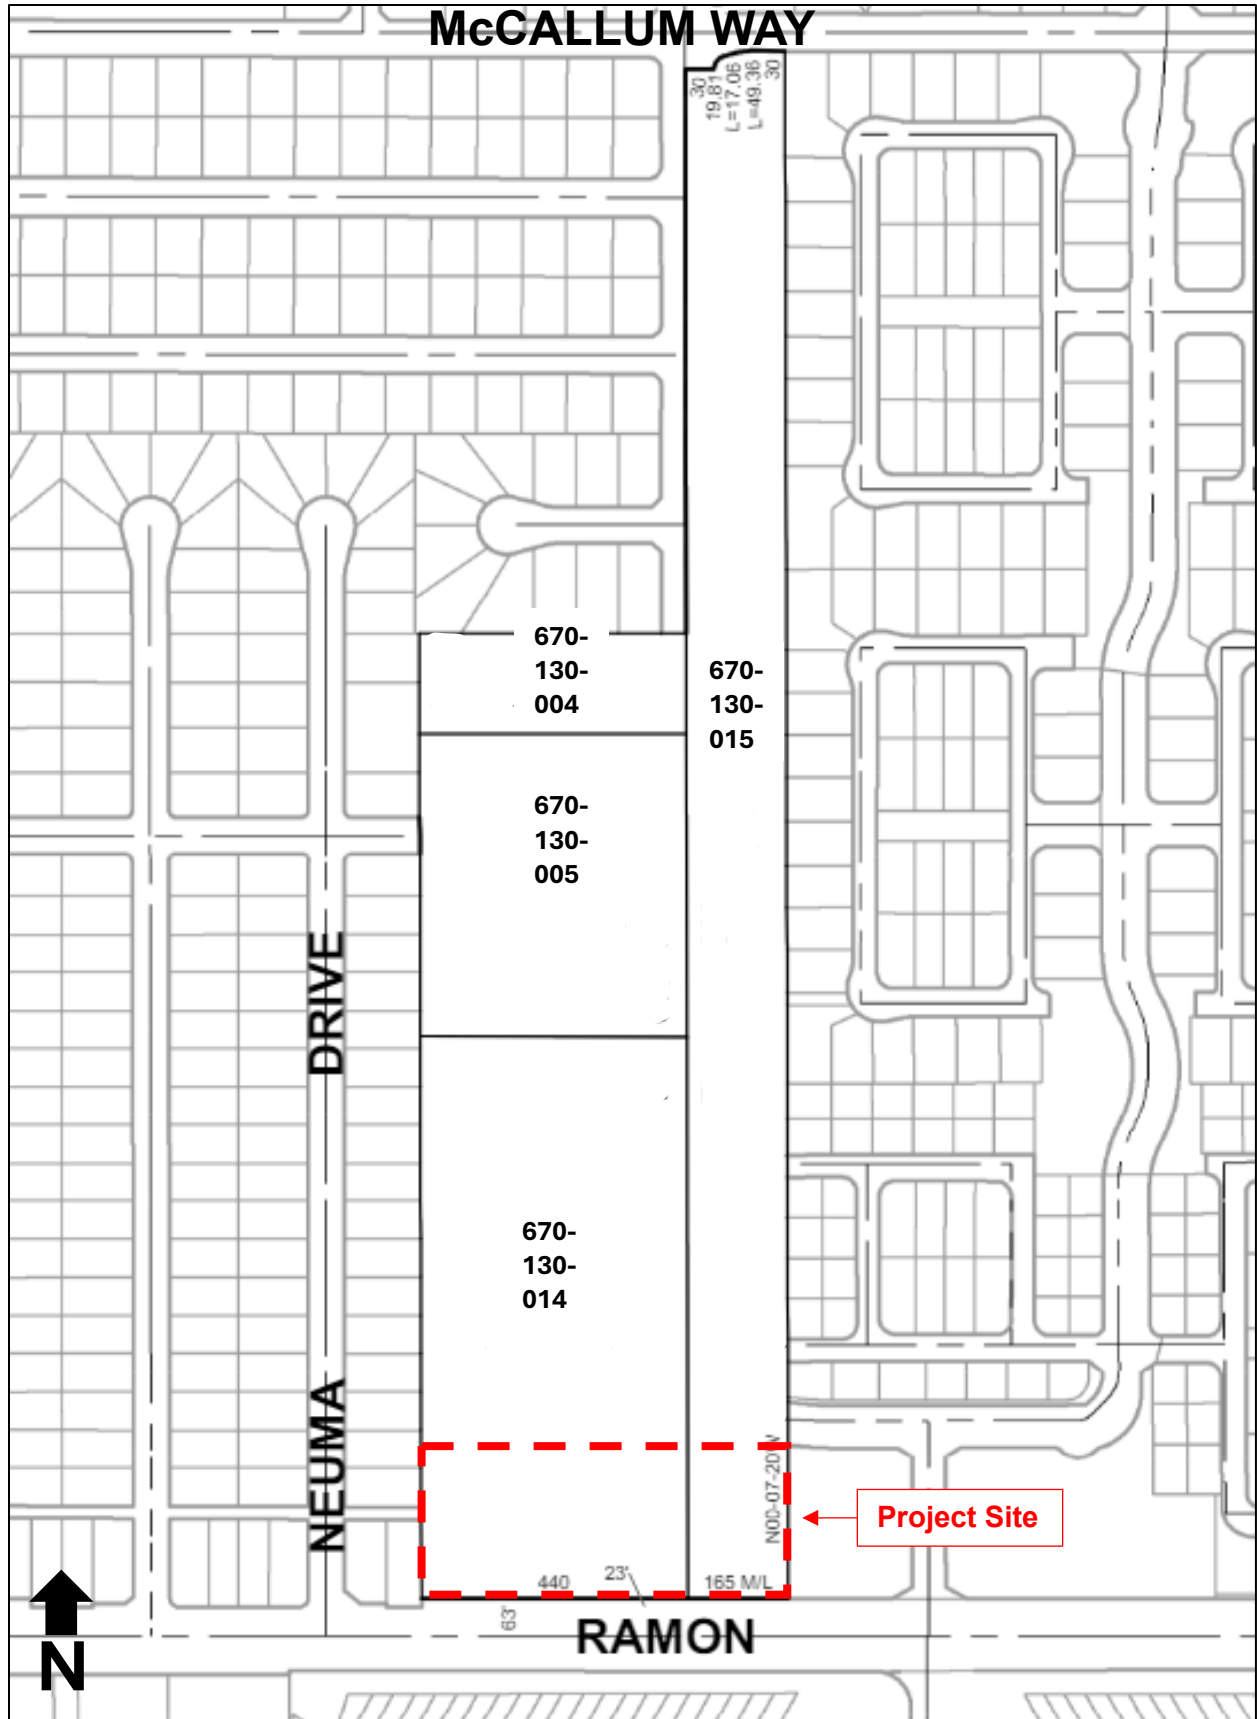 McCALLUM WAY
30
19.81
L=17.06
L=49.36
30
670-
130-
004
670-
130-
015
670-
130-
005
NEUMA DRIVE
670-
130-
014
N00-07-20W
Project Site
440
23'
165 M/L
63'
RAMON
N